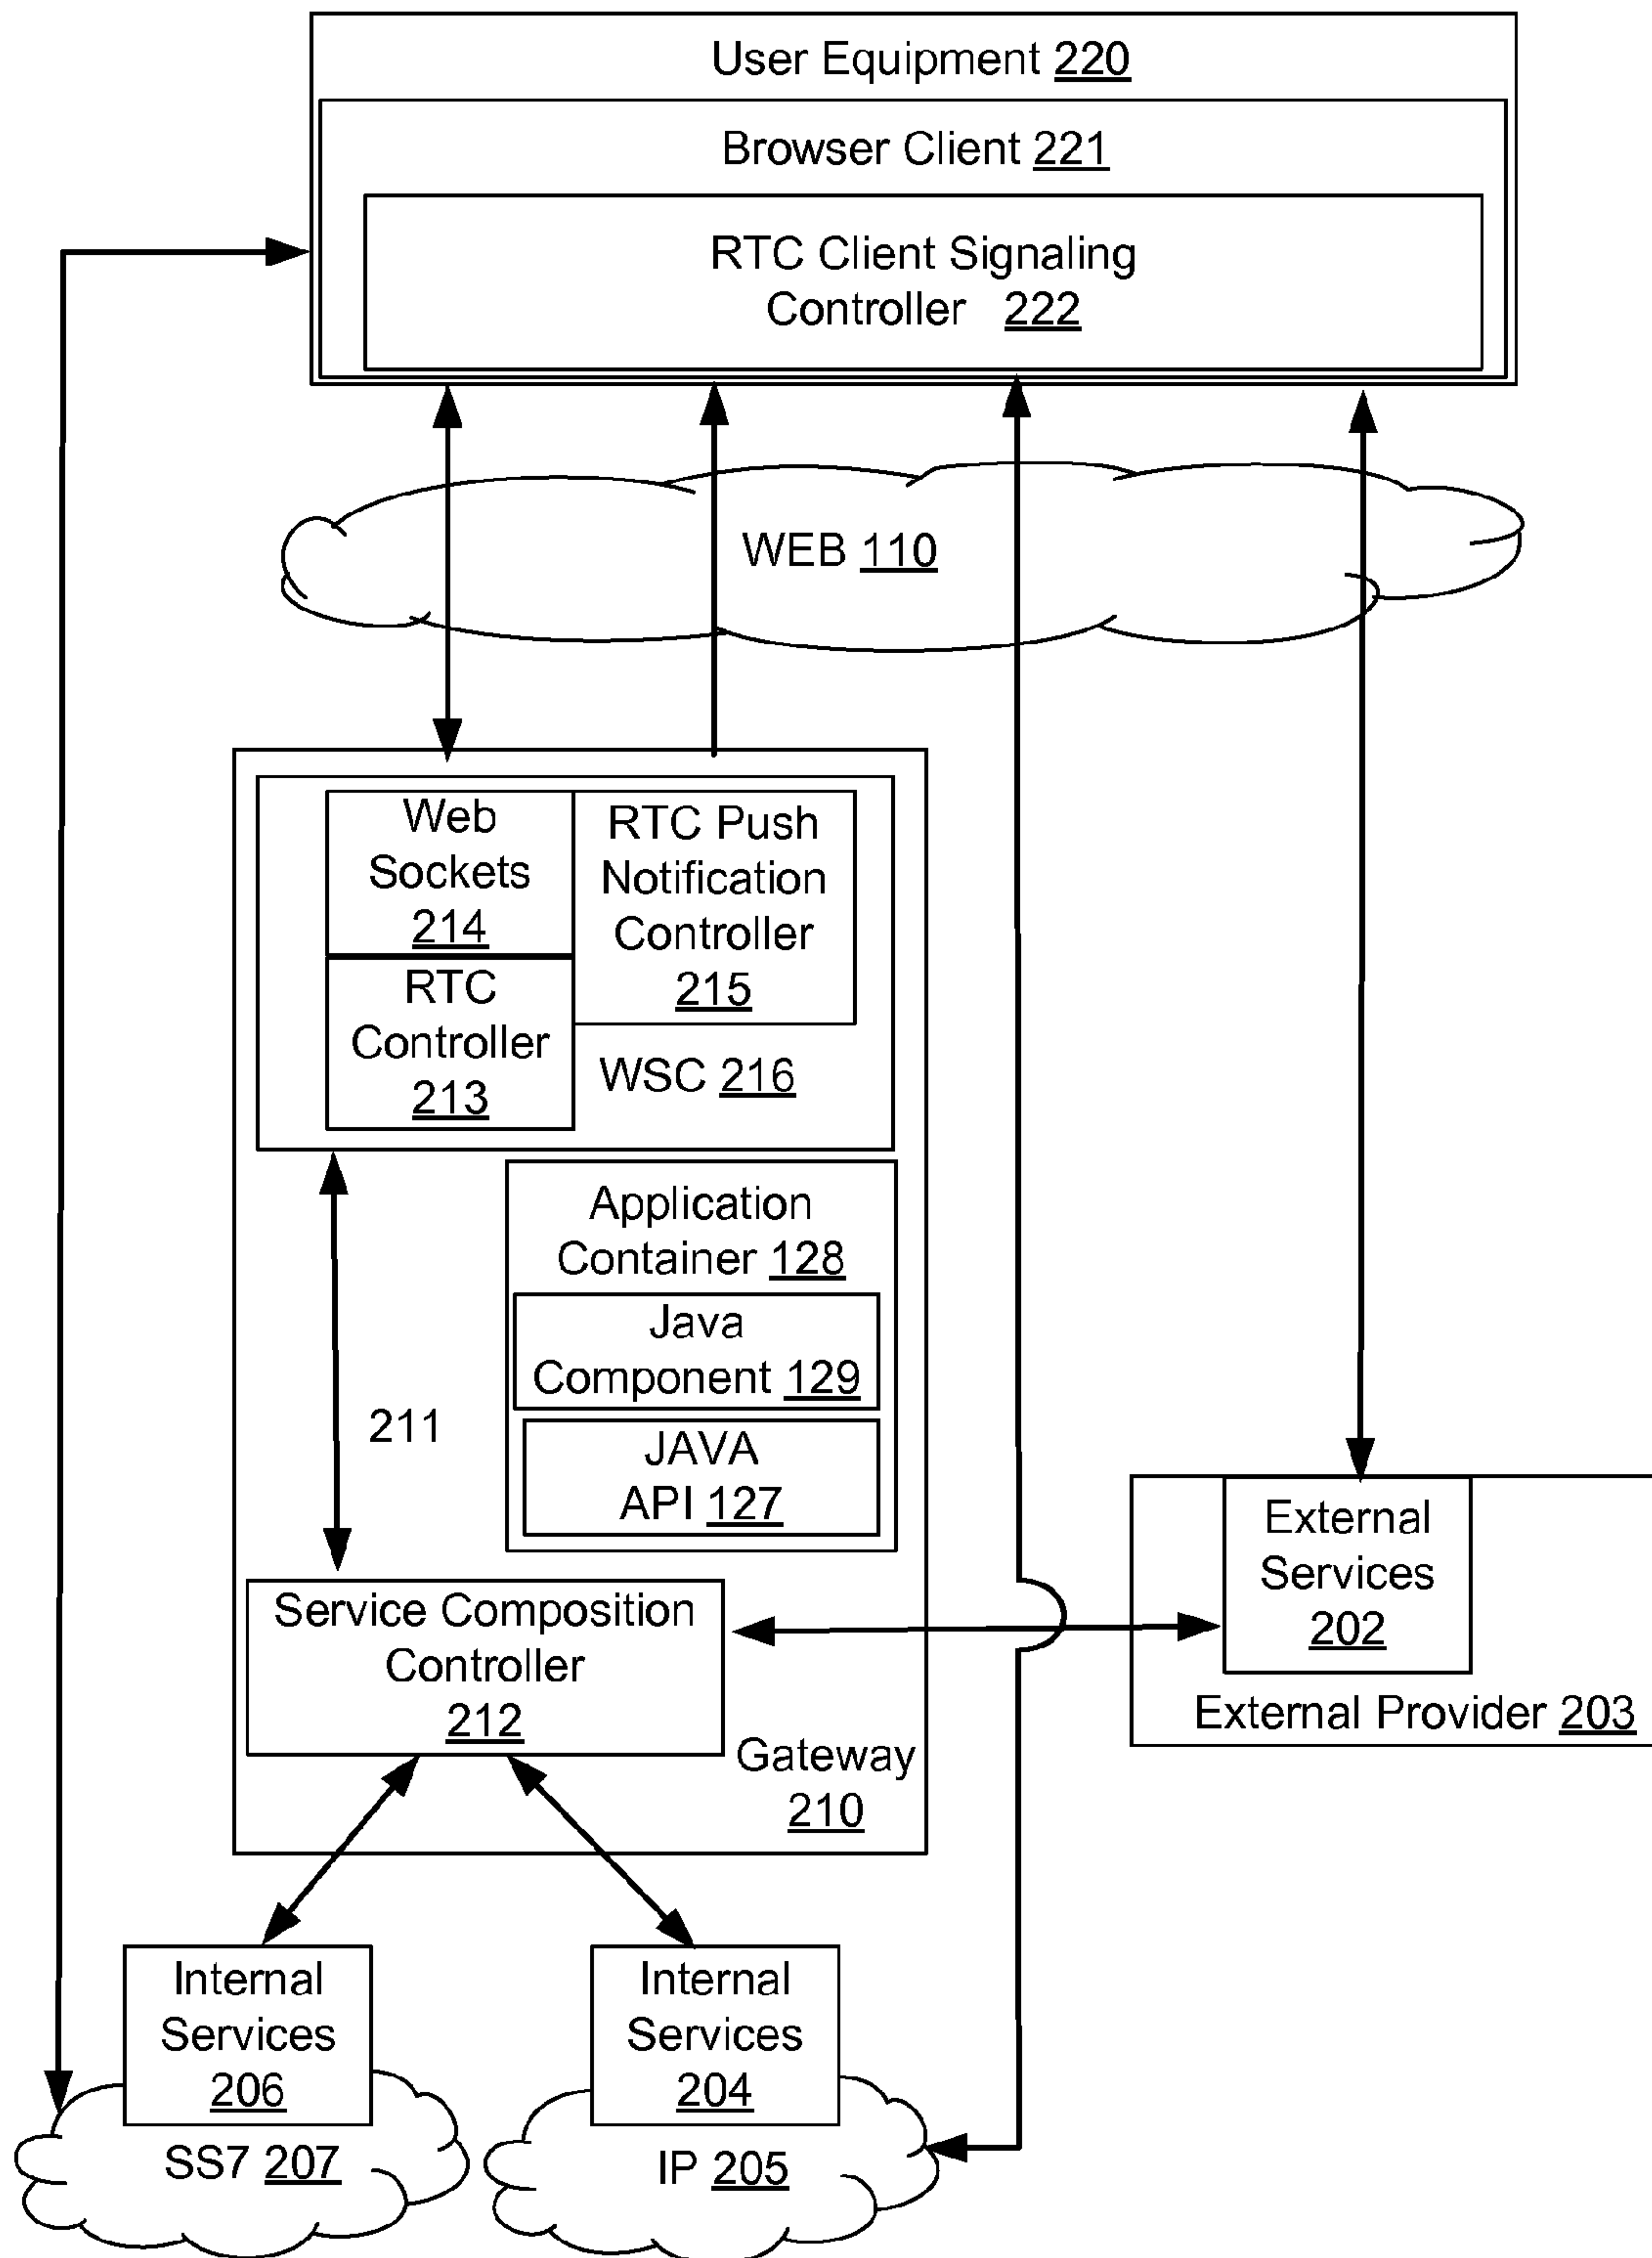 User Equipment 220
Browser Client 221
RTC Client Signaling
Controller 222
WEB 110
Web
Sockets
214
RTC Push
Notification
Controller
215
RTC
Controller
213
WSC 216
Application
Container 128
Java
Component 129
JAVA
API 127
211
Service Composition
Controller
212
Gateway
210
External
Services
202
External Provider 203
Internal
Services
206
SS7 207
Internal
Services
204
IP 205